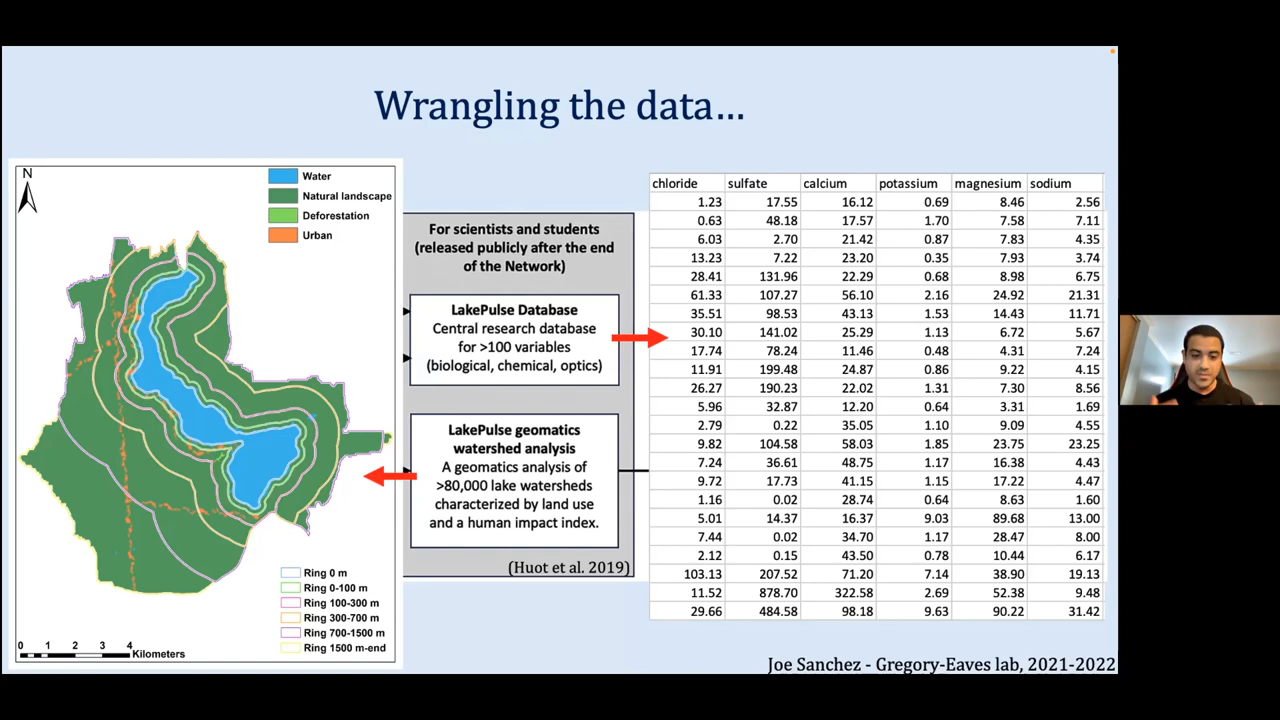 Wrangling the data...
N
Water
Natural landscape
Deforestation
Urban
Ring 0 m
Ring 0-100 m
Ring 100-300 m
Ring 300-700 m
Ring 700-1500 m
Ring 1500 m-end
0 1 2 3 4
Kilometers
For scientists and students
(released publicly after the end
of the Network)
LakePulse Database
Central research database
for >100 variables
(biological, chemical, optics)
LakePulse geomatics
watershed analysis
A geomatics analysis of
>80,000 lake watersheds
characterized by land use
and a human impact index.
(Huot et al. 2019)
chloride sulfate calcium potassium magnesium sodium
1.23 17.55 16.12 0.69 8.46 2.56
0.63 48.18 17.57 1.70 7.58 7.11
6.03 2.70 21.42 0.87 7.83 4.35
13.23 7.22 23.20 0.35 7.93 3.74
28.41 131.96 22.29 0.68 8.98 6.75
61.33 107.27 56.10 2.16 24.92 21.31
35.51 98.53 43.13 1.53 14.43 11.71
30.10 141.02 25.29 1.13 6.72 5.67
17.74 78.24 11.46 0.48 4.31 7.24
11.91 199.48 24.87 0.86 9.22 4.15
26.27 190.23 22.02 1.31 7.30 8.56
5.96 32.87 12.20 0.64 3.31 1.69
2.79 0.22 35.05 1.10 9.09 4.55
9.82 104.58 58.03 1.85 23.75 23.25
7.24 36.61 48.75 1.17 16.38 4.43
9.72 17.73 41.15 1.15 17.22 4.47
1.16 0.02 28.74 0.64 8.63 1.60
5.01 14.37 16.37 9.03 89.68 13.00
7.44 0.02 34.70 1.17 28.47 8.00
2.12 0.15 43.50 0.78 10.44 6.17
103.13 207.52 71.20 7.14 38.90 19.13
11.52 878.70 322.58 2.69 52.38 9.48
29.66 484.58 98.18 9.63 90.22 31.42
Joe Sanchez - Gregory-Eaves lab, 2021-2022